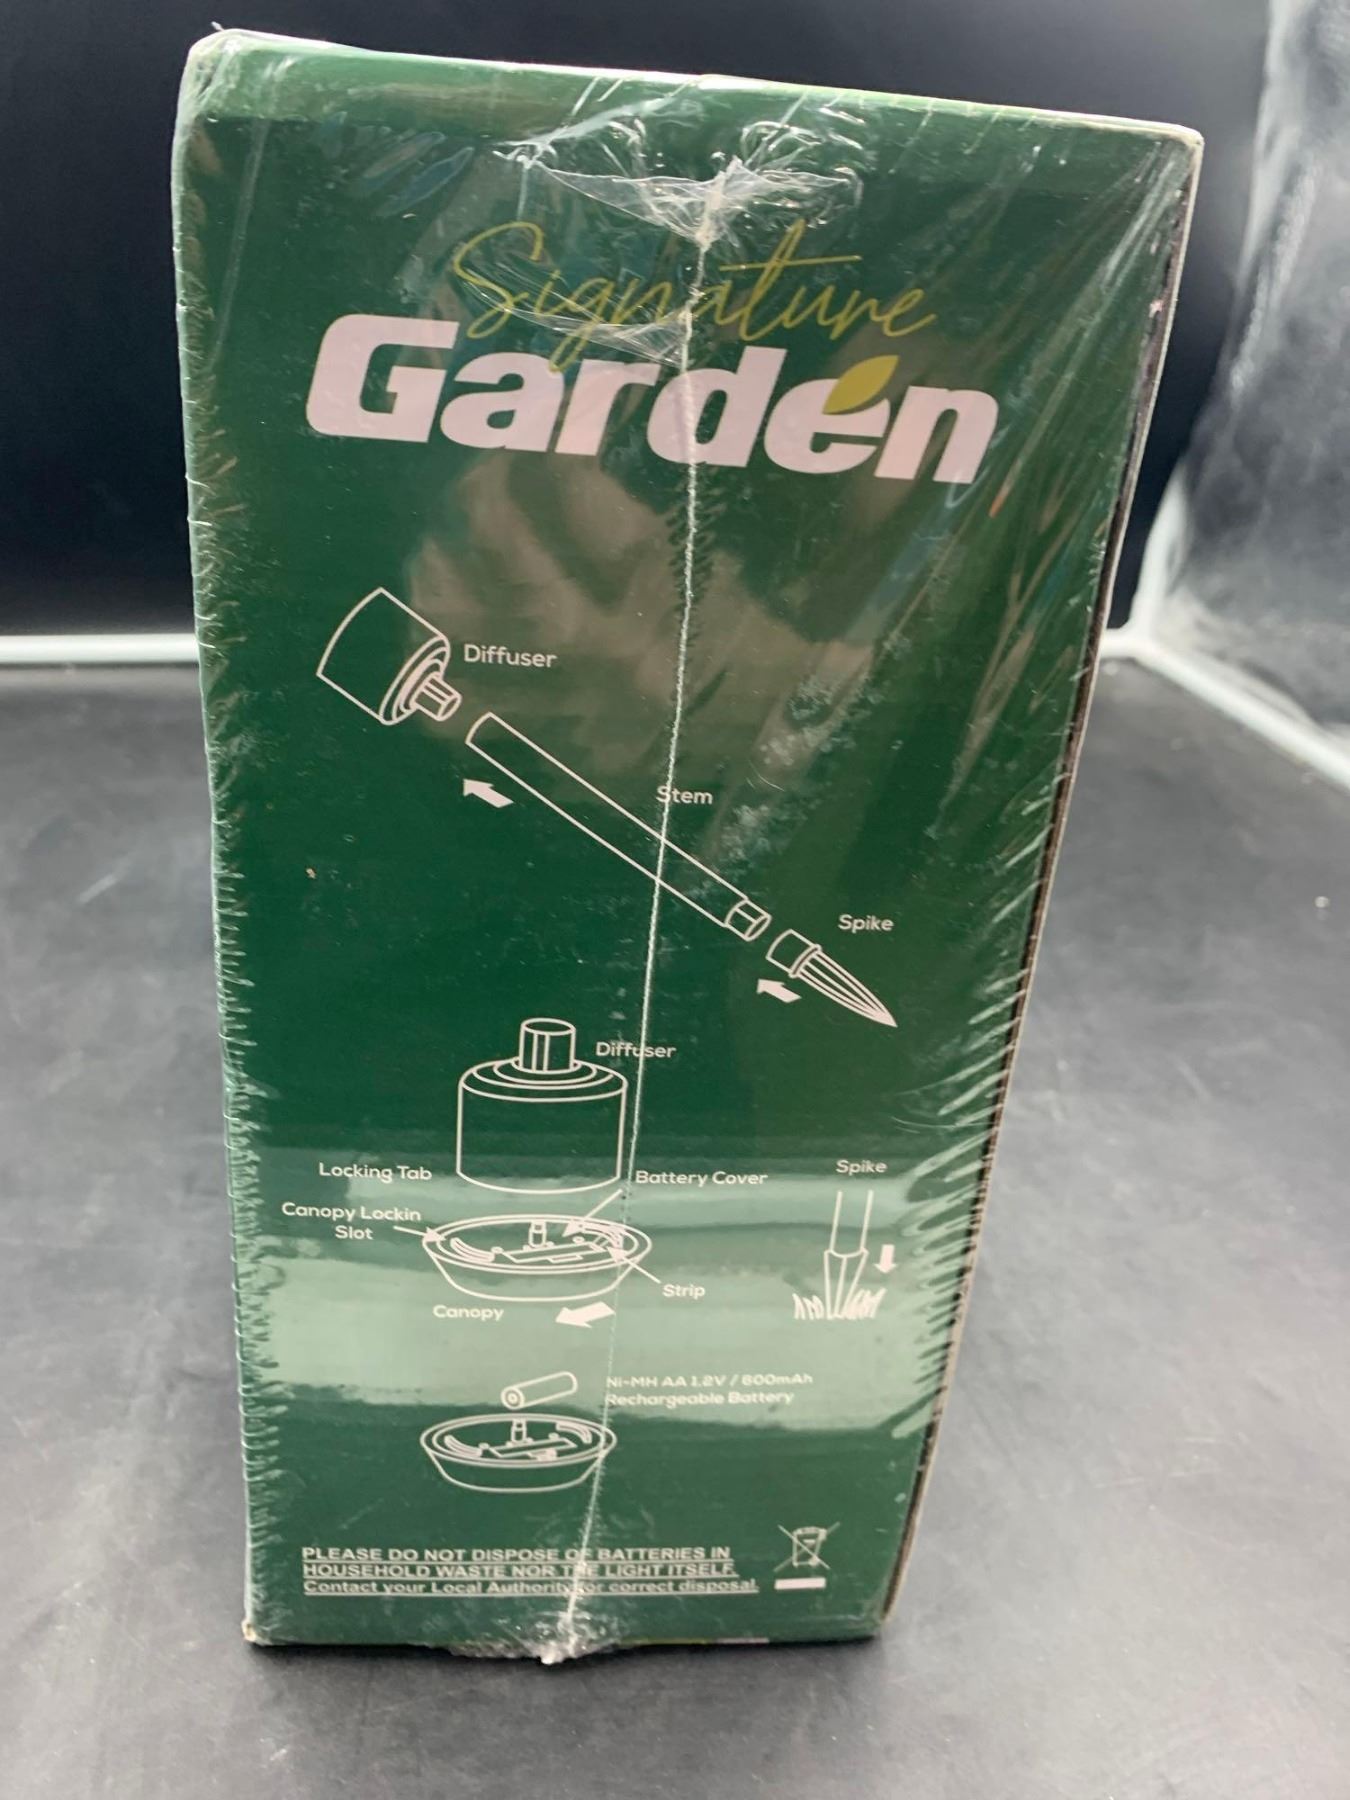 Signature
Garden
Diffuser
Stem
Spike
Diffuser
Locking Tab
Battery Cover
Spike
Canopy Lockin
Slot
Strip
Canopy
Ni-MH AA 1.2V / 600mAh
Rechargeable Battery
PLEASE DO NOT DISPOSE OF BATTERIES IN
HOUSEHOLD WASTE NOR THE LIGHT ITSELF.
Contact your Local Authority for correct disposal